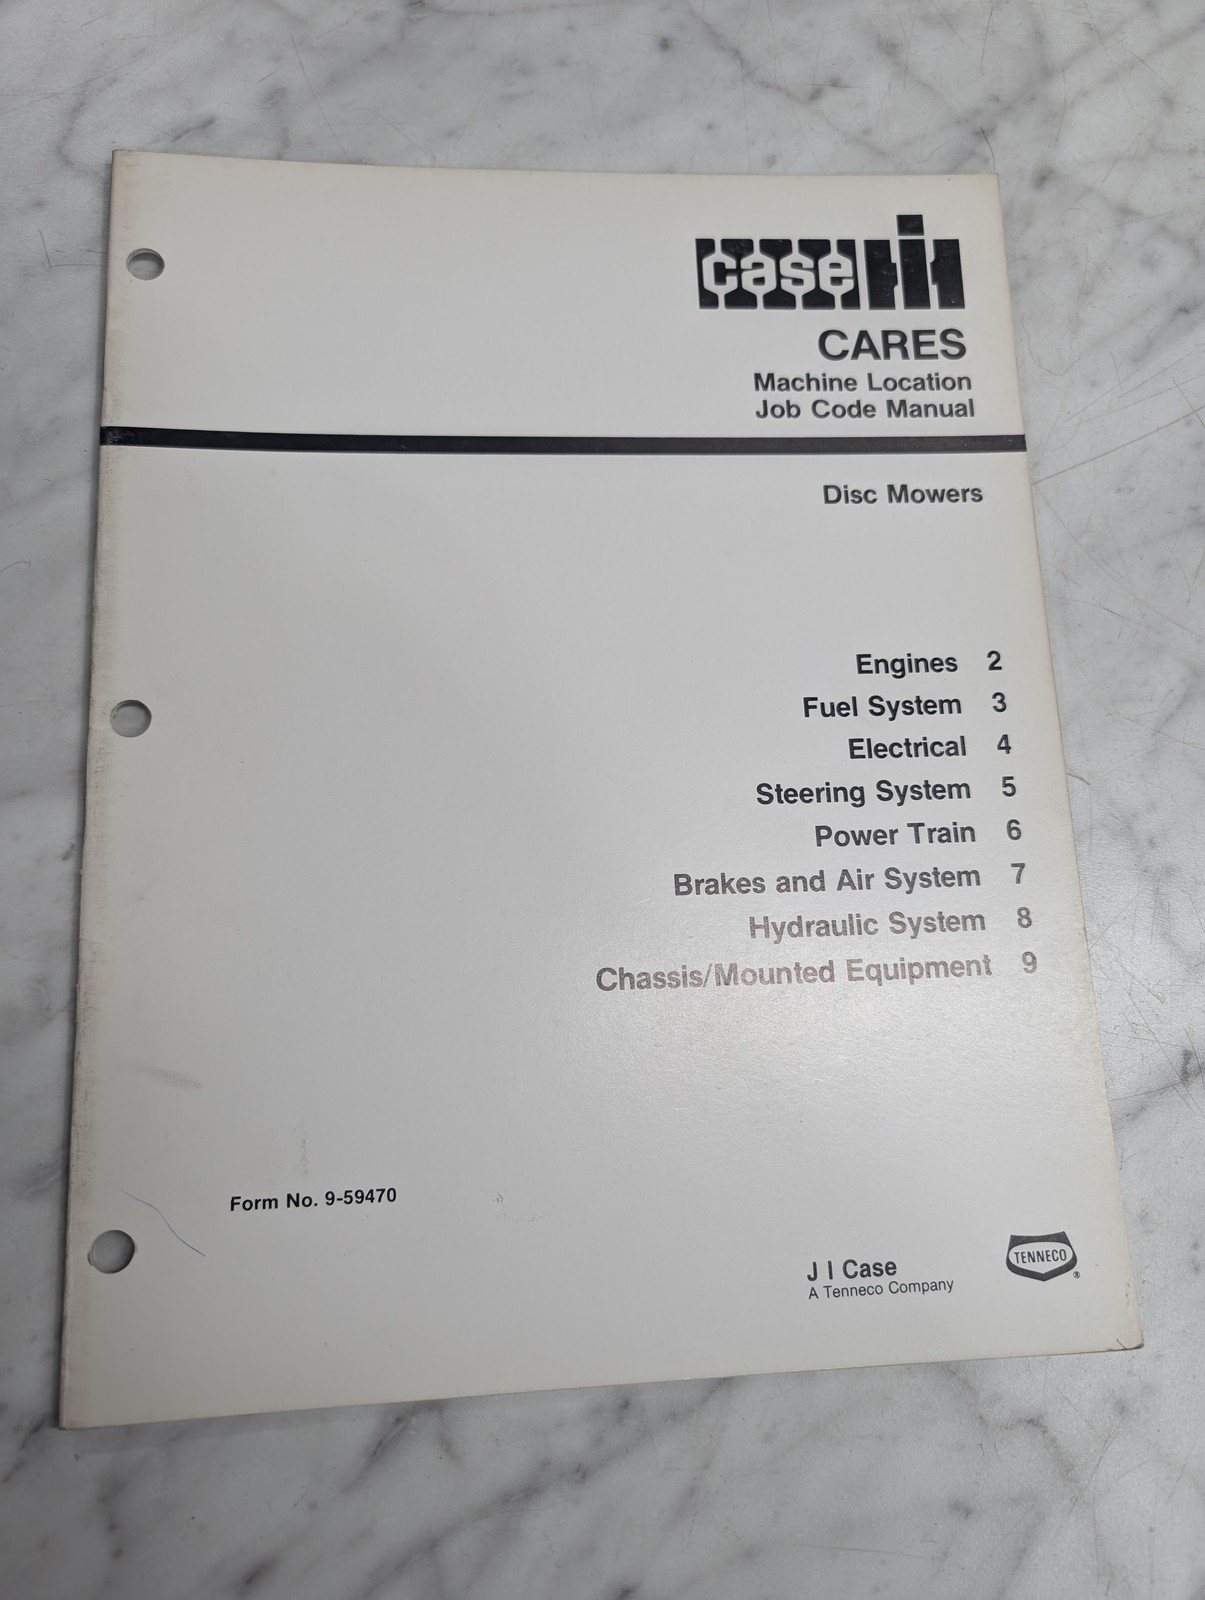 case IH
CARES
Machine Location
Job Code Manual
Disc Mowers
Engines 2
Fuel System 3
Electrical 4
Steering System 5
Power Train 6
Brakes and Air System 7
Hydraulic System 8
Chassis/Mounted Equipment 9
Form No. 9-59470
J I Case
A Tenneco Company
TENNECO
®